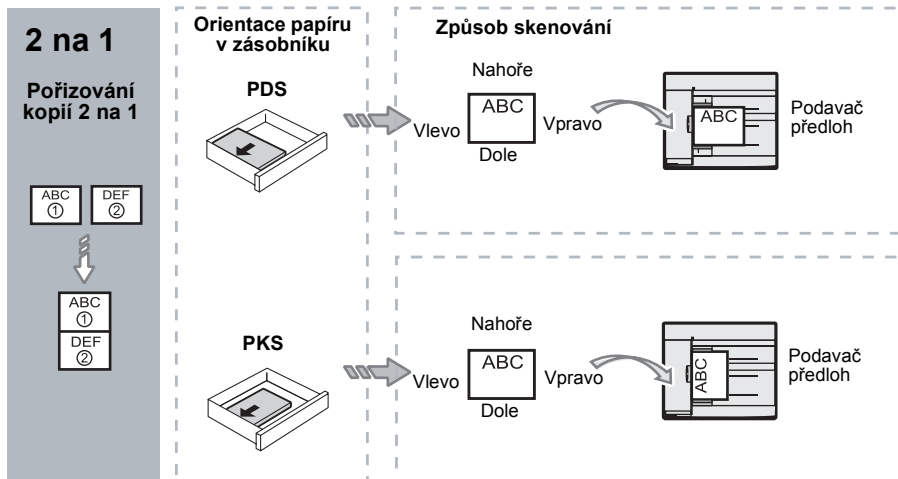 2 na 1
Pořizování
kopií 2 na 1
ABC
①
DEF
②
ABC
①
DEF
②
Orientace papíru
v zásobníku
PDS
PKS
Způsob skenování
Nahoře
Vlevo
ABC
Vpravo
Dole
ABC
Podavač
předloh
Nahoře
Vlevo
ABC
Vpravo
Dole
ABC
Podavač
předloh